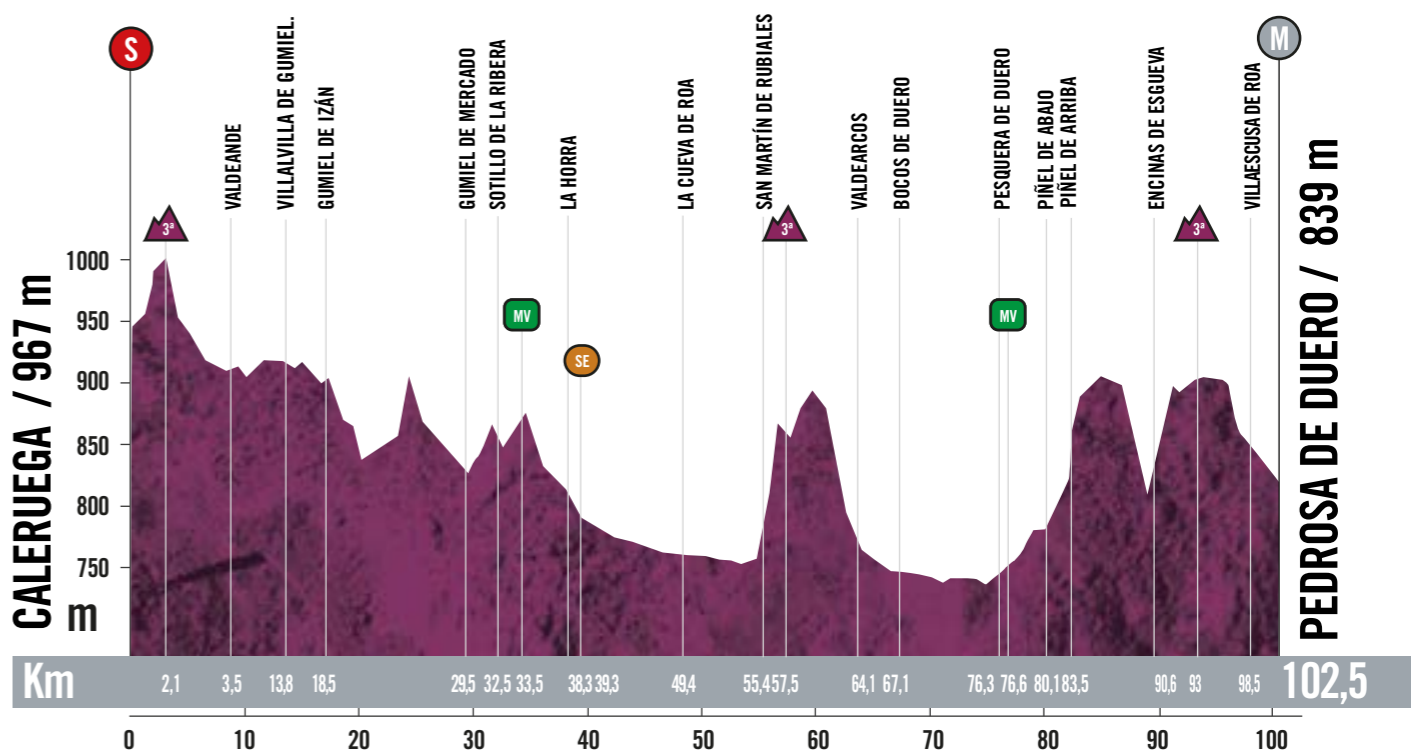 S
M
VALDEANDE
VILLALVILLA DE GUMIEL.
GUMIEL DE IZÁN
GUMIEL DE MERCADO
SOTILLO DE LA RIBERA
LA HORRA
LA CUEVA DE ROA
SAN MARTÍN DE RUBIALES
VALDEARCOS
BOCOS DE DUERO
PESQUERA DE DUERO
PIÑEL DE ABAJO
PIÑEL DE ARRIBA
ENCINAS DE ESGUEVA
VILLAESCUSA DE ROA
3ª
3ª
3ª
MV
MV
SE
CALERUEGA / 967 m
PEDROSA DE DUERO / 839 m
1000
950
900
850
800
750
m
Km 2,1 3,5 13,8 18,5 29,5 32,5 33,5 38,3 39,3 49,4 55,4 57,5 64,1 67,1 76,3 76,6 80,1 83,5 90,6 93 98,5 102,5
0 10 20 30 40 50 60 70 80 90 100